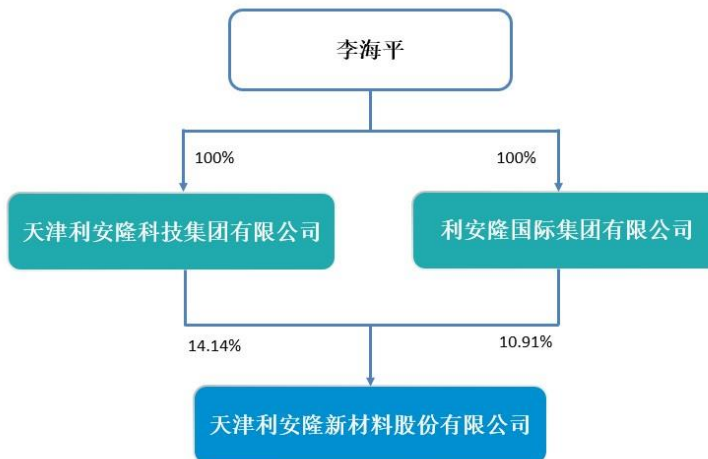 李海平
100%
100%
天津利安隆科技集团有限公司
利安隆国际集团有限公司
14.14%
10.91%
天津利安隆新材料股份有限公司